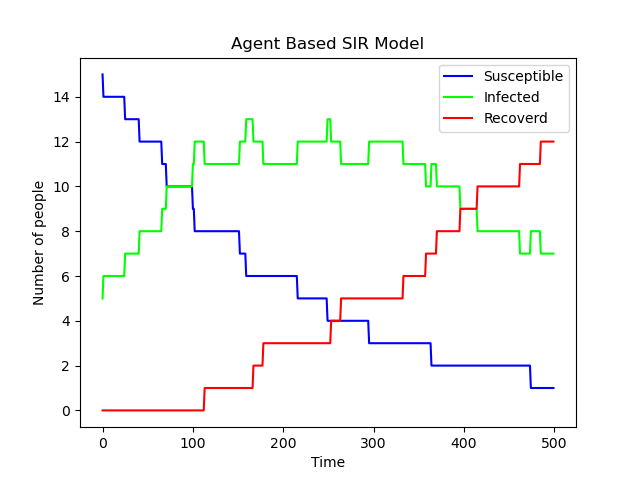 Agent Based SIR Model
Susceptible
Infected
Recoverd
14
12
10
8
6
4
2
0
Number of people
0 100 200 300 400 500
Time